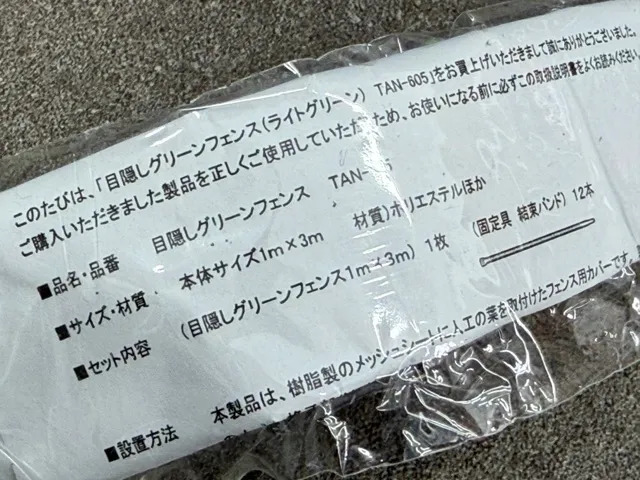 このたびは、「目隠しグリーンフェンス(ライトグリーン) TAN-605」をお買上げいただきまして誠にありがとうございました。
ご購入いただきました製品を正しくご使用していただくため、お使いになる前に必ずこの取扱説明書をよくお読みください
■品名・品番 目隠しグリーンフェンス TAN-
■サイズ・材質 本体サイズ1m×3m 材質)ポリエステルほか
■セット内容 (目隠しグリーンフェンス1m×3m) 1枚 (固定具 結束バンド) 12本
■設置方法 本製品は、樹脂製のメッシュシートに人工の葉を取付けたフェンス用カバーです。